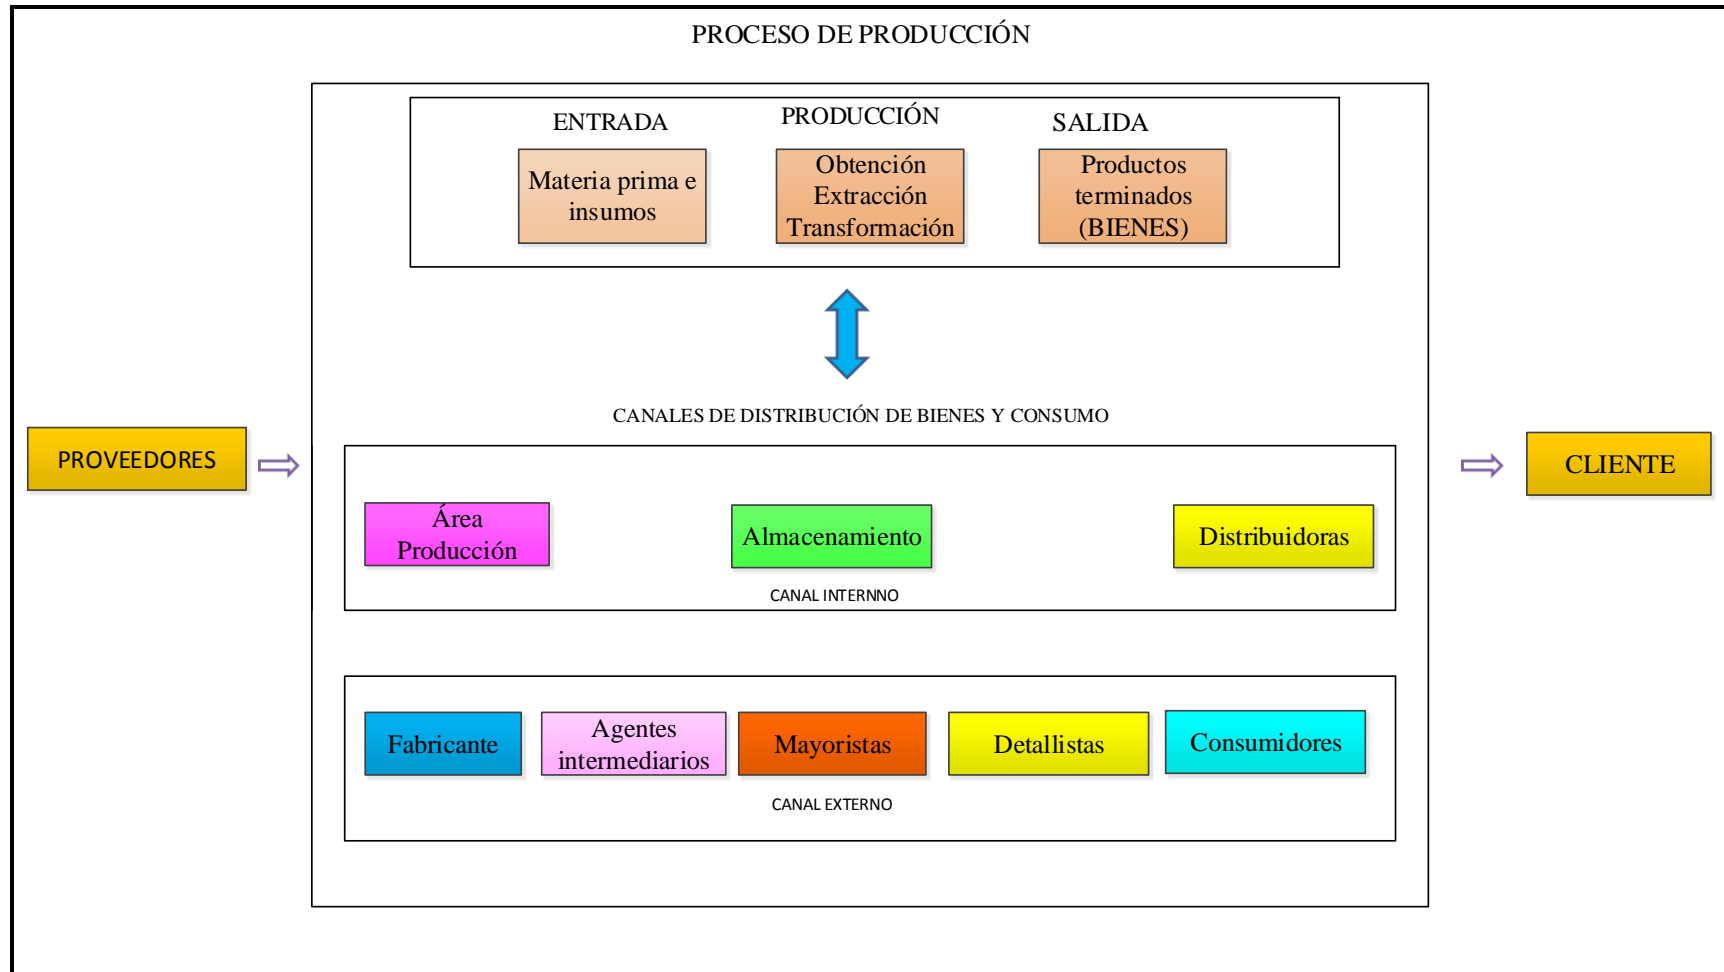 PROCESO DE PRODUCCIÓN
ENTRADA
PRODUCCIÓN
SALIDA
Materia prima e
insumos
Obtención
Extracción
Transformación
Productos
terminados
(BIENES)
CANALES DE DISTRIBUCIÓN DE BIENES Y CONSUMO
PROVEEDORES
CLIENTE
Área
Producción
Almacenamiento
Distribuidoras
CANAL INTERNNO
Fabricante
Agentes
intermediarios
Mayoristas
Detallistas
Consumidores
CANAL EXTERNO